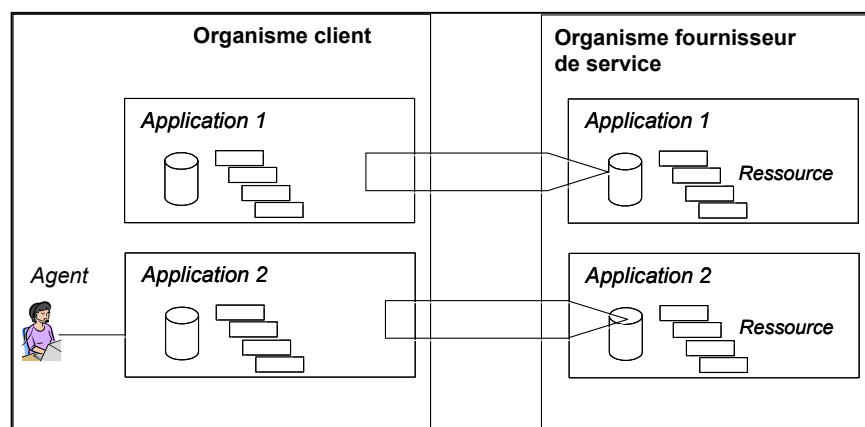 Organisme client
Organisme fournisseur
de service
Application 1
Application 1
Ressource
Agent
Application 2
Application 2
Ressource